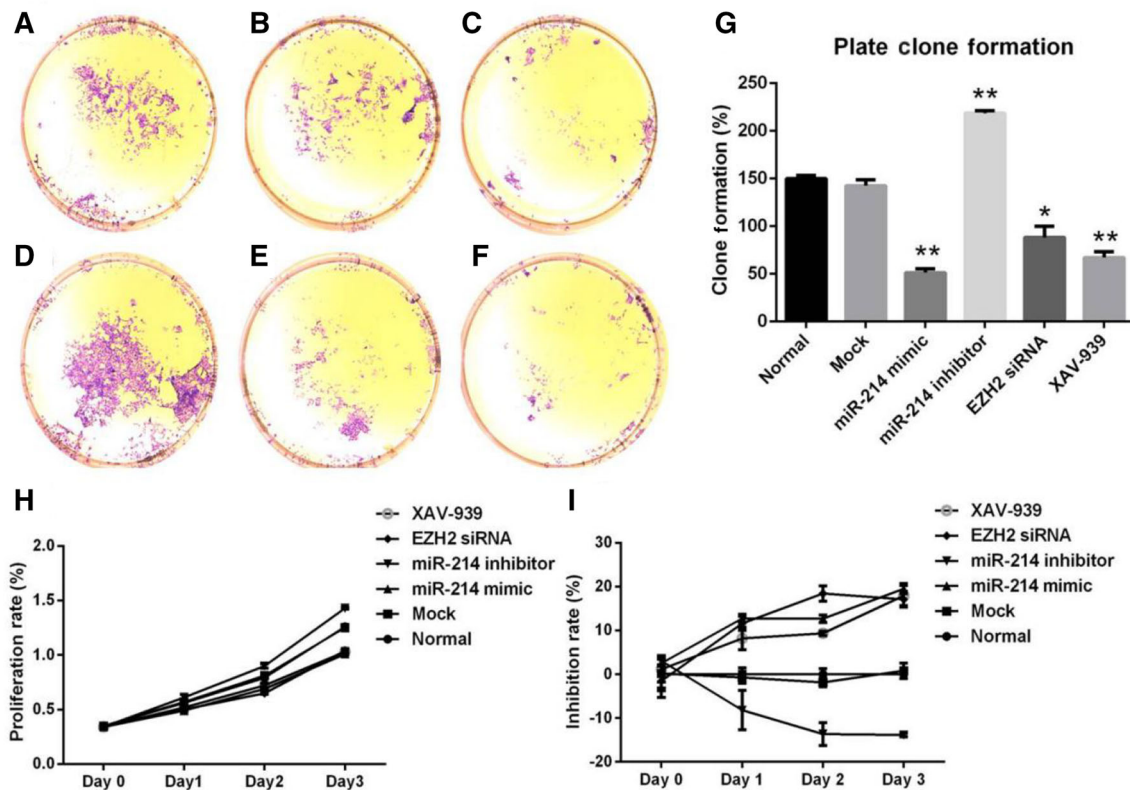 A
B
C
D
E
F
G
Plate clone formation
Clone formation (%)
250
200
150
100
50
0
**
**
*
**
Normal
Mock
miR-214 mimic
miR-214 inhibitor
EZH2 siRNA
XAV-939
H
Proliferation rate (%)
2.0
1.5
1.0
0.5
0.0
Day 0
Day1
Day2
Day3
XAV-939
EZH2 siRNA
miR-214 inhibitor
miR-214 mimic
Mock
Normal
I
Inhibition rate (%)
30
20
10
0
-10
-20
Day 0
Day 1
Day 2
Day 3
XAV-939
EZH2 siRNA
miR-214 inhibitor
miR-214 mimic
Mock
Normal